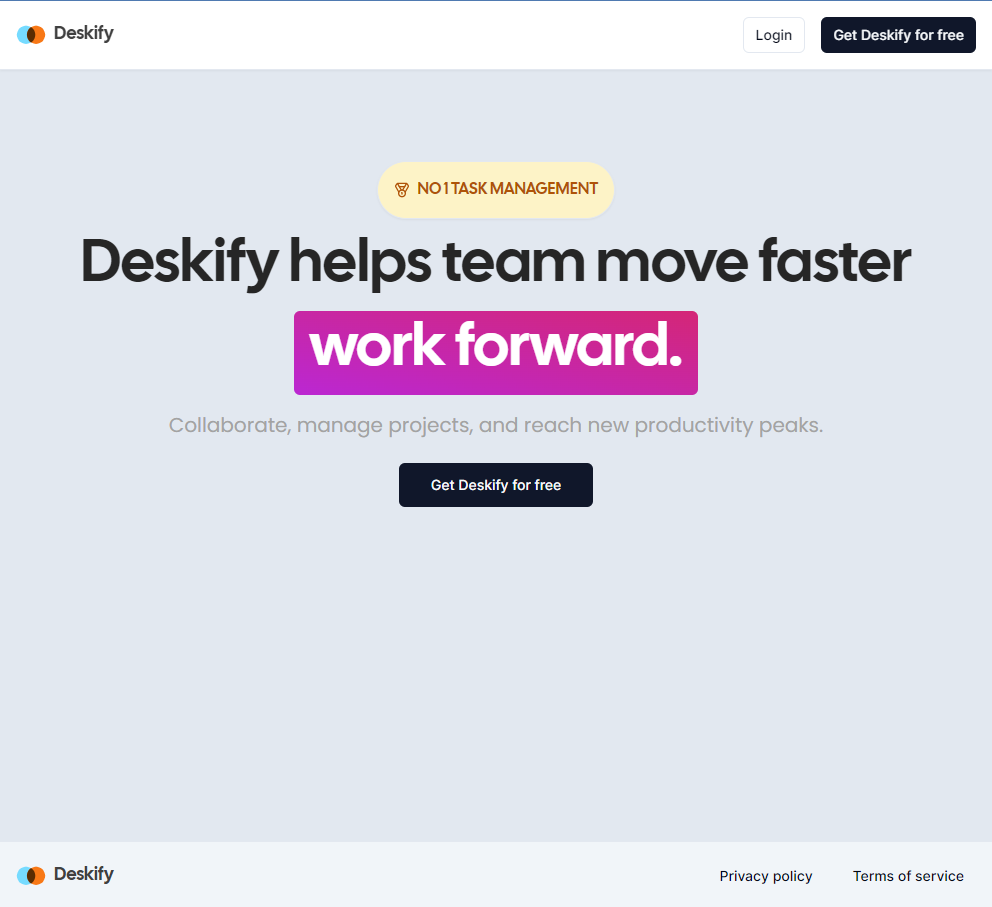 Deskify
Login
Get Deskify for free
NO 1 TASK MANAGEMENT
Deskify helps team move faster
work forward.
Collaborate, manage projects, and reach new productivity peaks.
Get Deskify for free
Deskify
Privacy policy
Terms of service